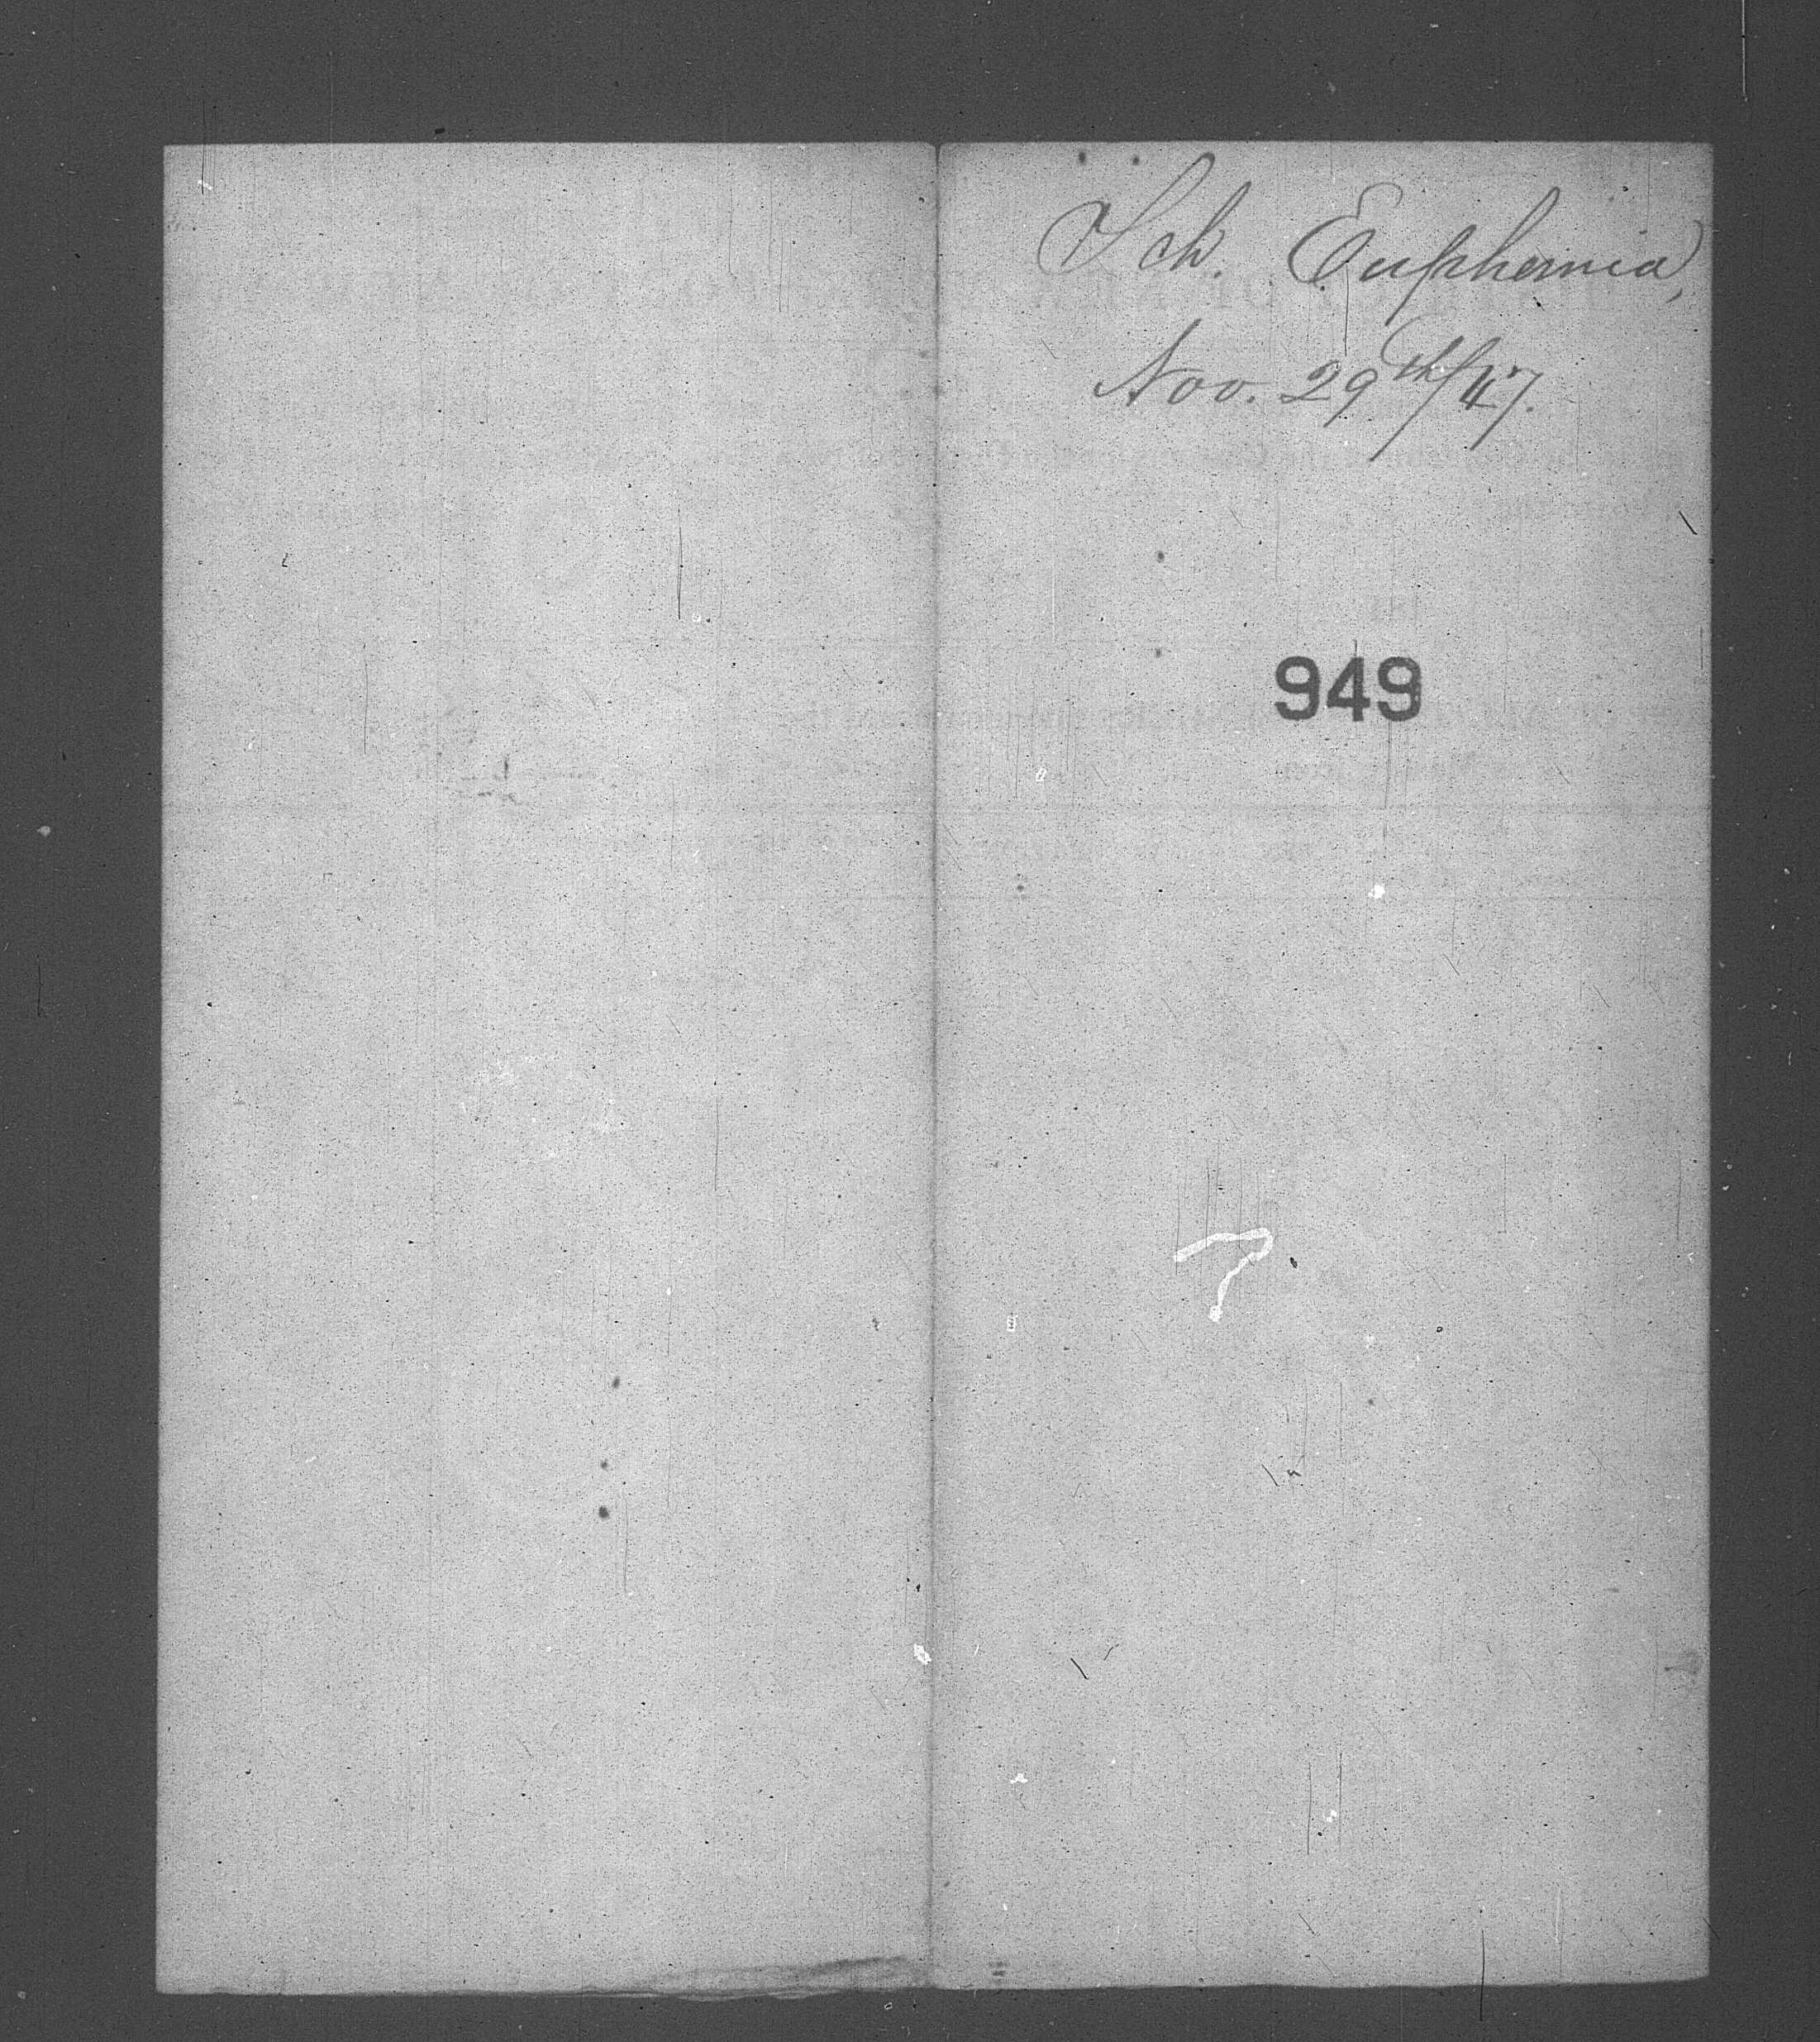 Sch. Euphemia,
Nov. 29th/47.
949